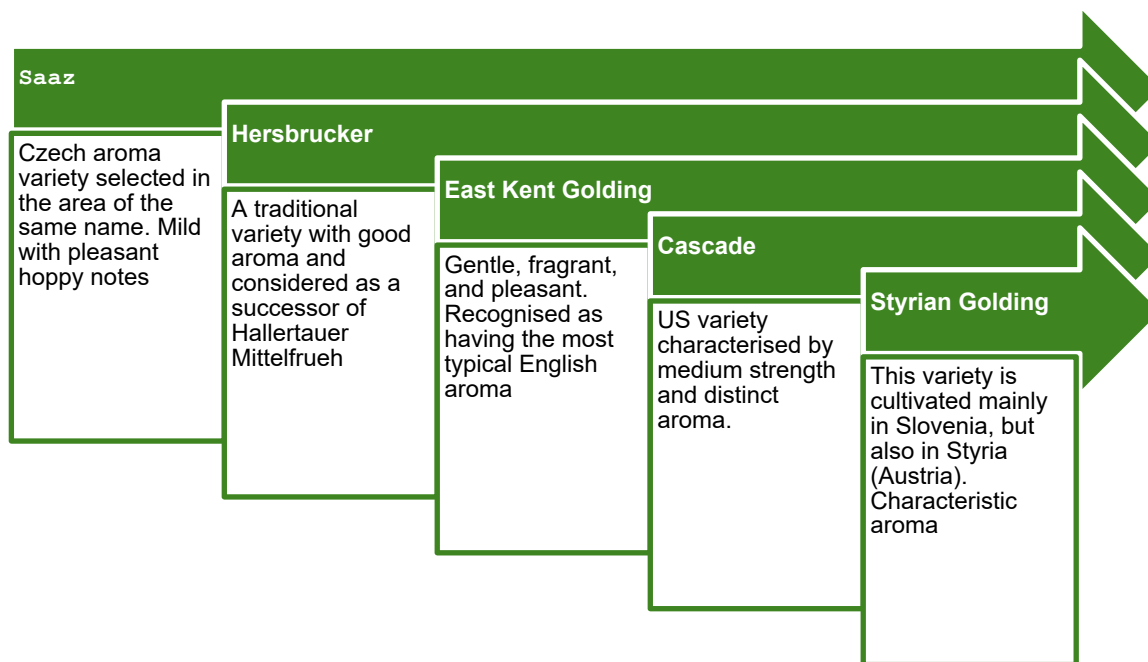 Saaz
Czech aroma
variety selected in
the area of the
same name. Mild
with pleasant
hoppy notes
Hersbrucker
A traditional
variety with good
aroma and
considered as a
successor of
Hallertauer
Mittelfrueh
East Kent Golding
Gentle, fragrant,
and pleasant.
Recognised as
having the most
typical English
aroma
Cascade
US variety
characterised by
medium strength
and distinct
aroma.
Styrian Golding
This variety is
cultivated mainly
in Slovenia, but
also in Styria
(Austria).
Characteristic
aroma